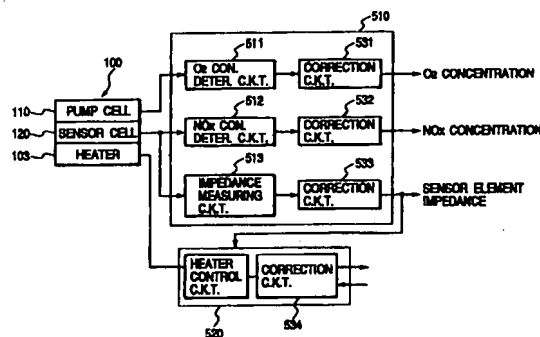 510
511
531
O2 CON.
DETER. C.K.T.
CORRECTION
C.K.T.
O2 CONCENTRATION
100
512
532
110
PUMP CELL
NOx CON.
DETER. C.K.T.
CORRECTION
C.K.T.
NOx CONCENTRATION
120
SENSOR CELL
103
HEATER
513
533
IMPEDANCE
MEASURING
C.K.T.
CORRECTION
C.K.T.
SENSOR ELEMENT
IMPEDANCE
HEATER
CONTROL
C.K.T.
CORRECTION
C.K.T.
520
534